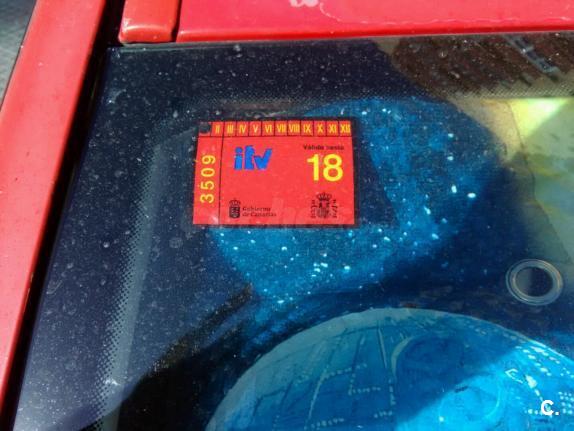 II III IV V VI VII VIII IX X XI XII
3509
itv
Válido hasta
18
Gobierno
de Canarias
C.